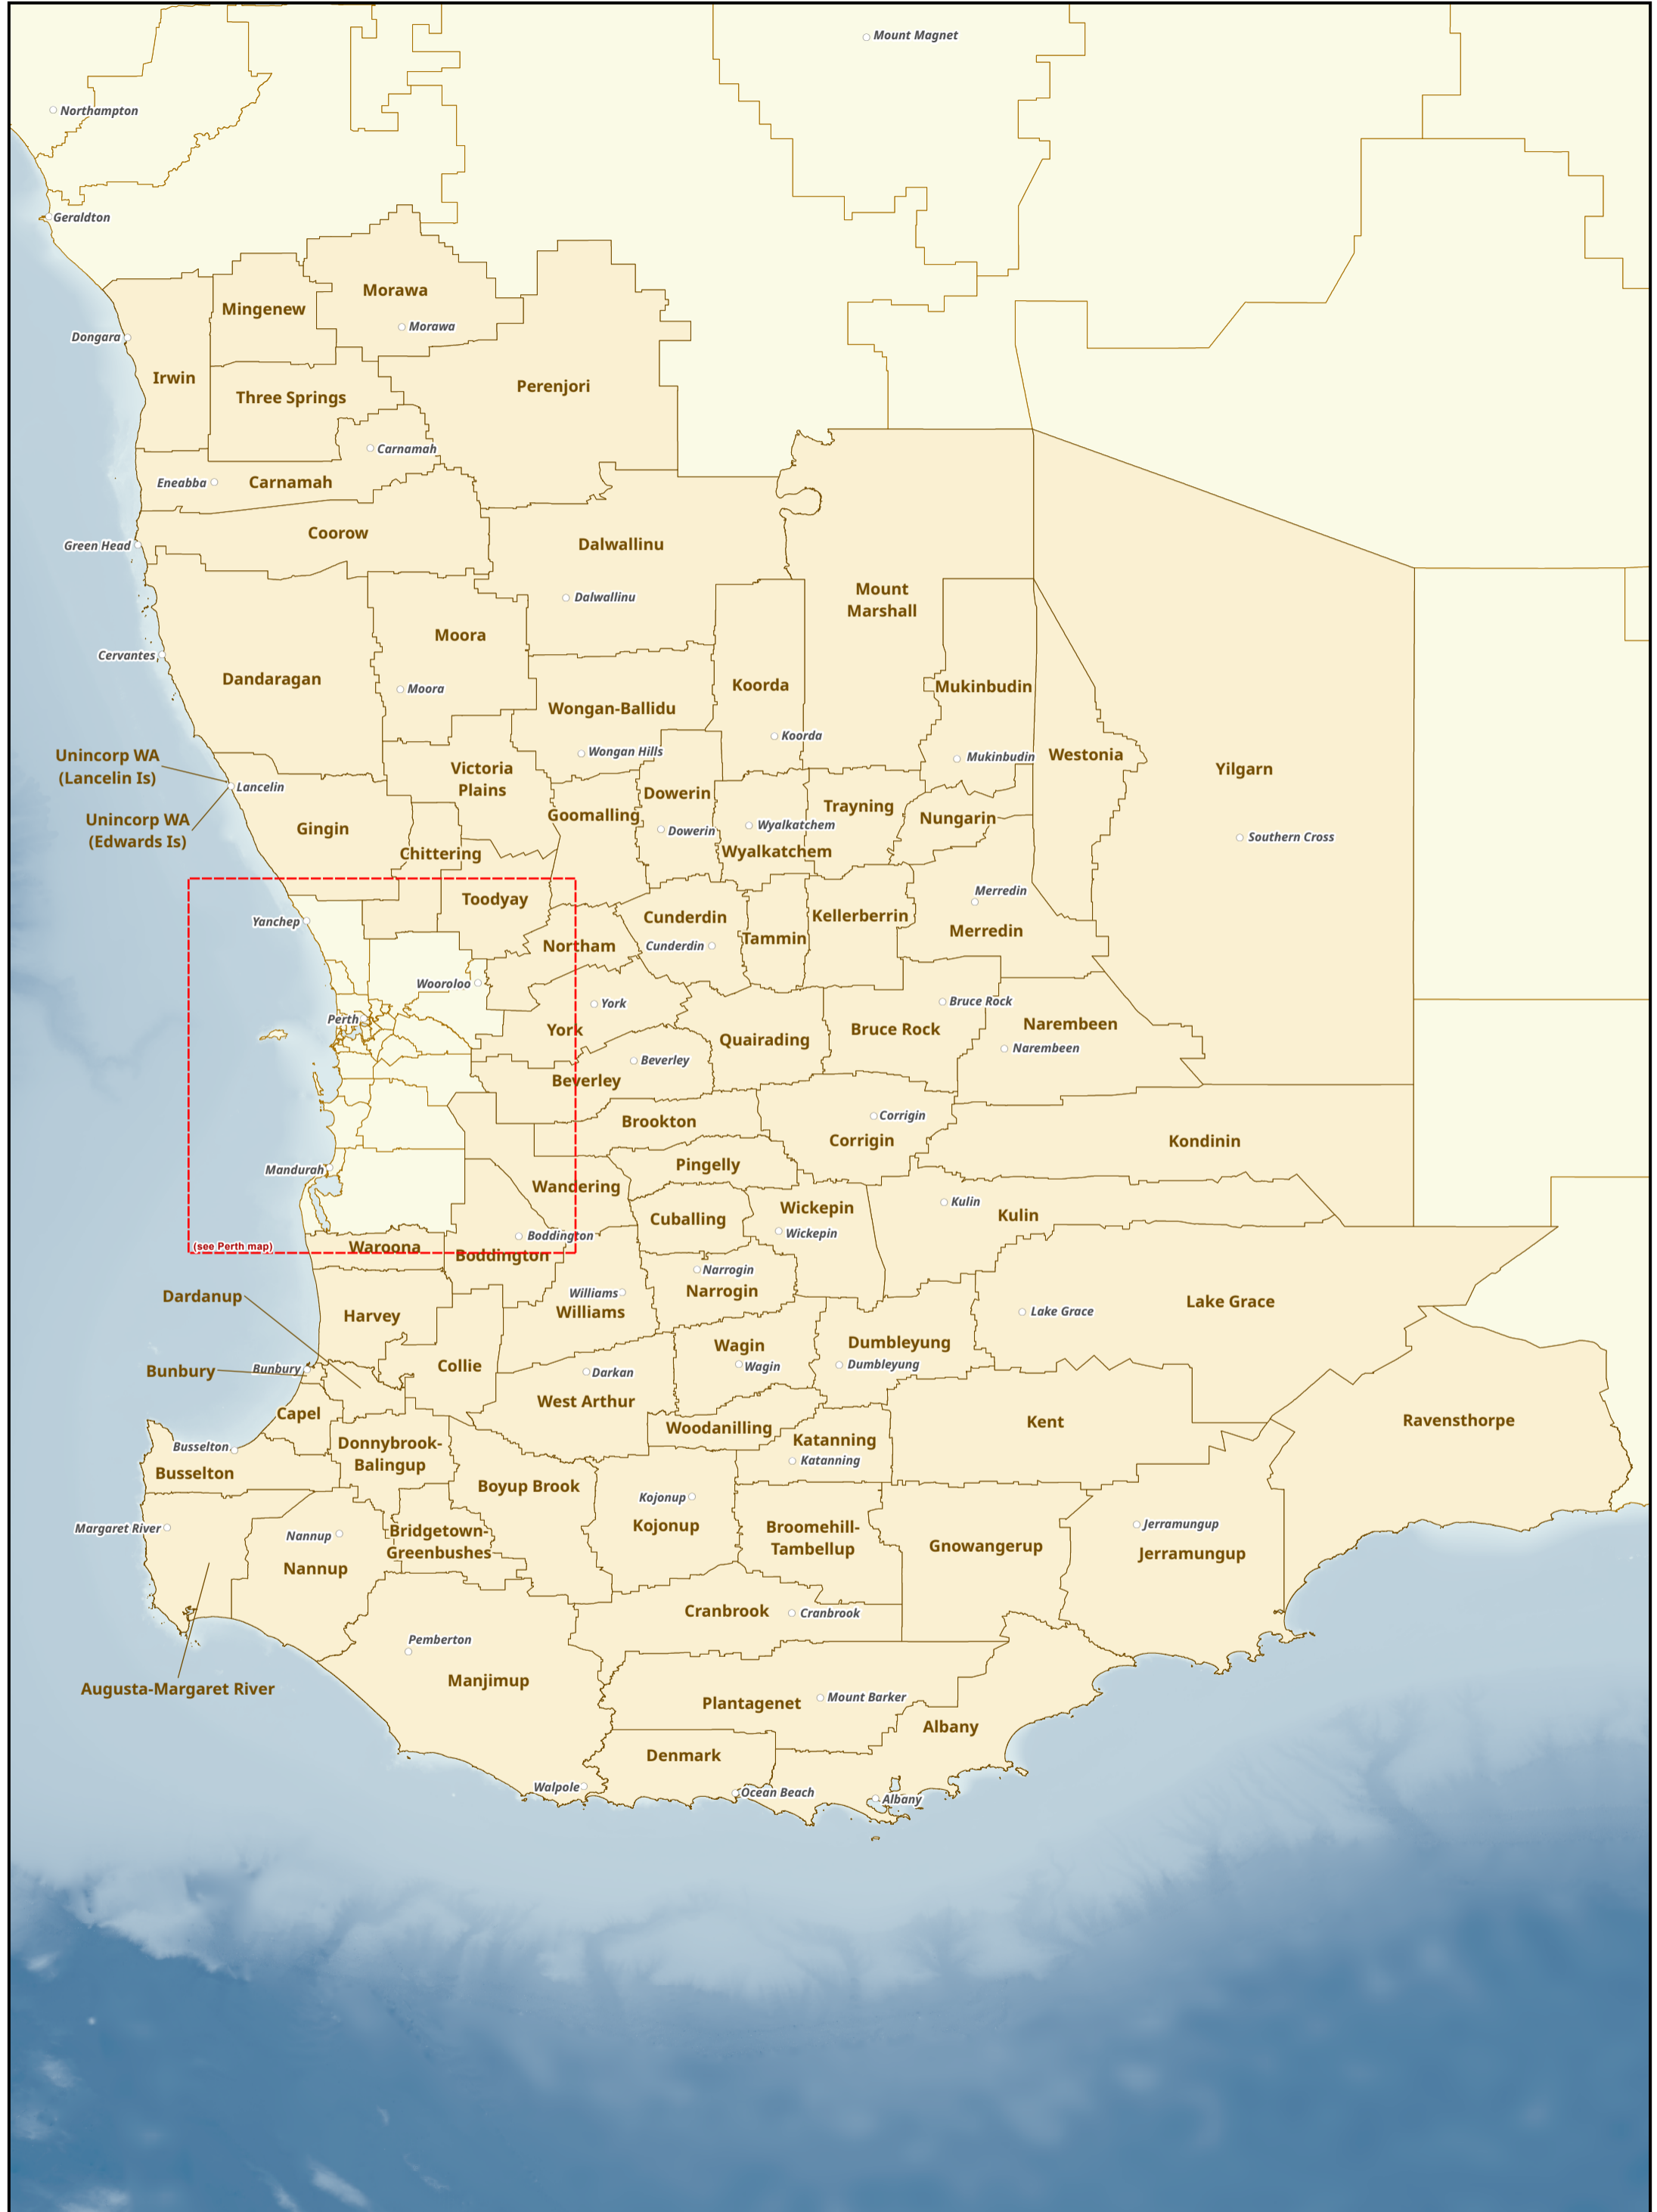 Mount Magnet
Northampton
Geraldton
Morawa
Mingenew
Morawa
Dongara
Irwin
Perenjori
Three Springs
Carnamah
Eneabba
Carnamah
Coorow
Green Head
Dalwallinu
Mount
Marshall
Dalwallinu
Moora
Cervantes
Dandaragan
Koorda
Mukinbudin
Moora
Wongan-Ballidu
Koorda
Wongan Hills
Unincorp WA
(Lancelin Is)
Mukinbudin
Westonia
Yilgarn
Victoria
Plains
Lancelin
Dowerin
Trayning
Goomalling
Nungarin
Unincorp WA
(Edwards Is)
Gingin
Dowerin
Wyalkatchem
Southern Cross
Chittering
Wyalkatchem
Merredin
Toodyay
Yanchep
Cunderdin
Kellerberrin
Merredin
Northam
Cunderdin
Tammin
Wooroloo
York
Bruce Rock
Perth
York
Bruce Rock
Narembeen
Quairading
Narembeen
Beverley
Beverley
Brookton
Corrigin
Corrigin
Kondinin
Pingelly
Mandurah
Wandering
Cuballing
Wickepin
Kulin
Kulin
Wickepin
Boddington
(see Perth map)
Waroona
Boddington
Narrogin
Narrogin
Williams
Williams
Dardanup
Harvey
Lake Grace
Lake Grace
Wagin
Dumbleyung
Collie
Wagin
Dumbleyung
Bunbury
Bunbury
Darkan
West Arthur
Capel
Woodanilling
Kent
Ravensthorpe
Katanning
Busselton
Donnybrook-
Balingup
Katanning
Busselton
Boyup Brook
Kojonup
Kojonup
Margaret River
Nannup
Bridgetown-
Greenbushes
Broomehill-
Tambellup
Jerramungup
Gnowangerup
Jerramungup
Nannup
Cranbrook
Cranbrook
Pemberton
Manjimup
Augusta-Margaret River
Plantagenet
Mount Barker
Albany
Denmark
Walpole
Ocean Beach
Albany